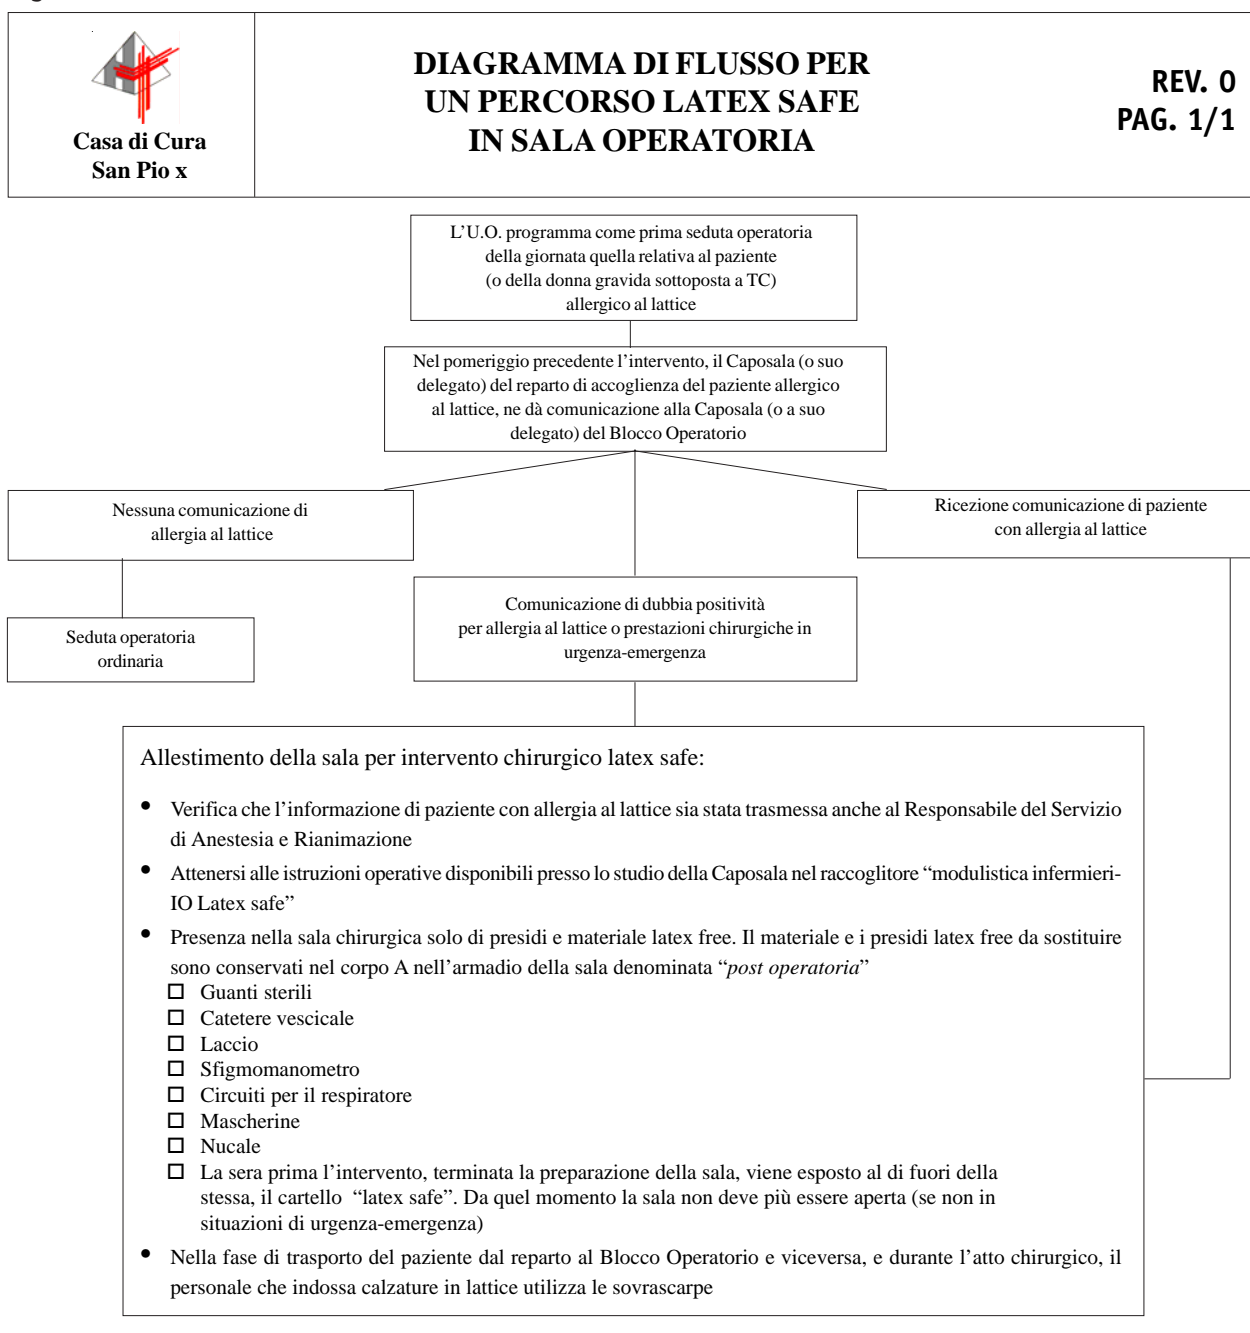 Casa di Cura
San Pio x
DIAGRAMMA DI FLUSSO PER
UN PERCORSO LATEX SAFE
IN SALA OPERATORIA
REV. 0
PAG. 1/1
L’U.O. programma come prima seduta operatoria
della giornata quella relativa al paziente
(o della donna gravida sottoposta a TC)
allergico al lattice
Nel pomeriggio precedente l’intervento, il Caposala (o suo
delegato) del reparto di accoglienza del paziente allergico
al lattice, ne dà comunicazione alla Caposala (o a suo
delegato) del Blocco Operatorio
Nessuna comunicazione di
allergia al lattice
Ricezione comunicazione di paziente
con allergia al lattice
Comunicazione di dubbia positività
per allergia al lattice o prestazioni chirurgiche in
urgenza-emergenza
Seduta operatoria
ordinaria
Allestimento della sala per intervento chirurgico latex safe:
• Verifica che l’informazione di paziente con allergia al lattice sia stata trasmessa anche al Responsabile del Servizio
di Anestesia e Rianimazione
• Attenersi alle istruzioni operative disponibili presso lo studio della Caposala nel raccoglitore “modulistica infermieri-
IO Latex safe”
• Presenza nella sala chirurgica solo di presidi e materiale latex free. Il materiale e i presidi latex free da sostituire
sono conservati nel corpo A nell’armadio della sala denominata “post operatoria”
☐ Guanti sterili
☐ Catetere vescicale
☐ Laccio
☐ Sfigmomanometro
☐ Circuiti per il respiratore
☐ Mascherine
☐ Nucale
☐ La sera prima l’intervento, terminata la preparazione della sala, viene esposto al di fuori della
stessa, il cartello “latex safe”. Da quel momento la sala non deve più essere aperta (se non in
situazioni di urgenza-emergenza)
• Nella fase di trasporto del paziente dal reparto al Blocco Operatorio e viceversa, e durante l’atto chirurgico, il
personale che indossa calzature in lattice utilizza le sovrascarpe